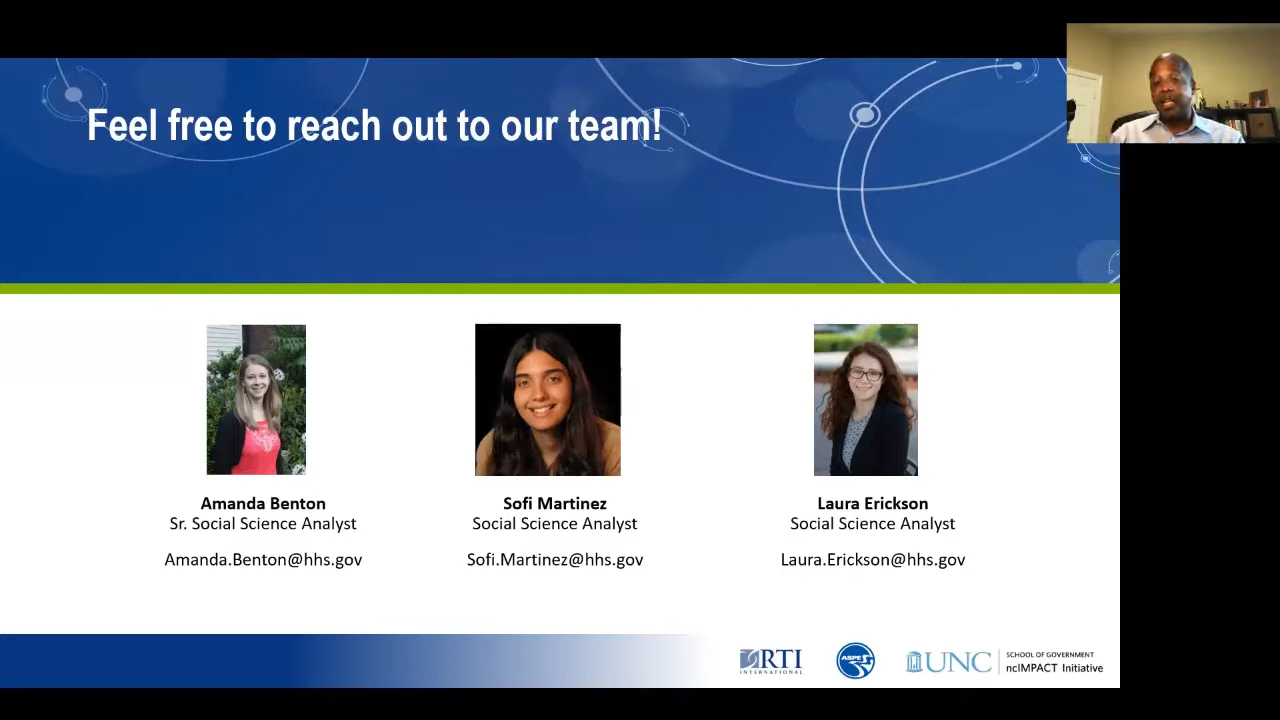 Feel free to reach out to our team!
Amanda Benton
Sr. Social Science Analyst
Amanda.Benton@hhs.gov
Sofi Martinez
Social Science Analyst
Sofi.Martinez@hhs.gov
Laura Erickson
Social Science Analyst
Laura.Erickson@hhs.gov
RTI
INTERNATIONAL
ASPE
UNC
SCHOOL OF GOVERNMENT
ncIMPACT Initiative